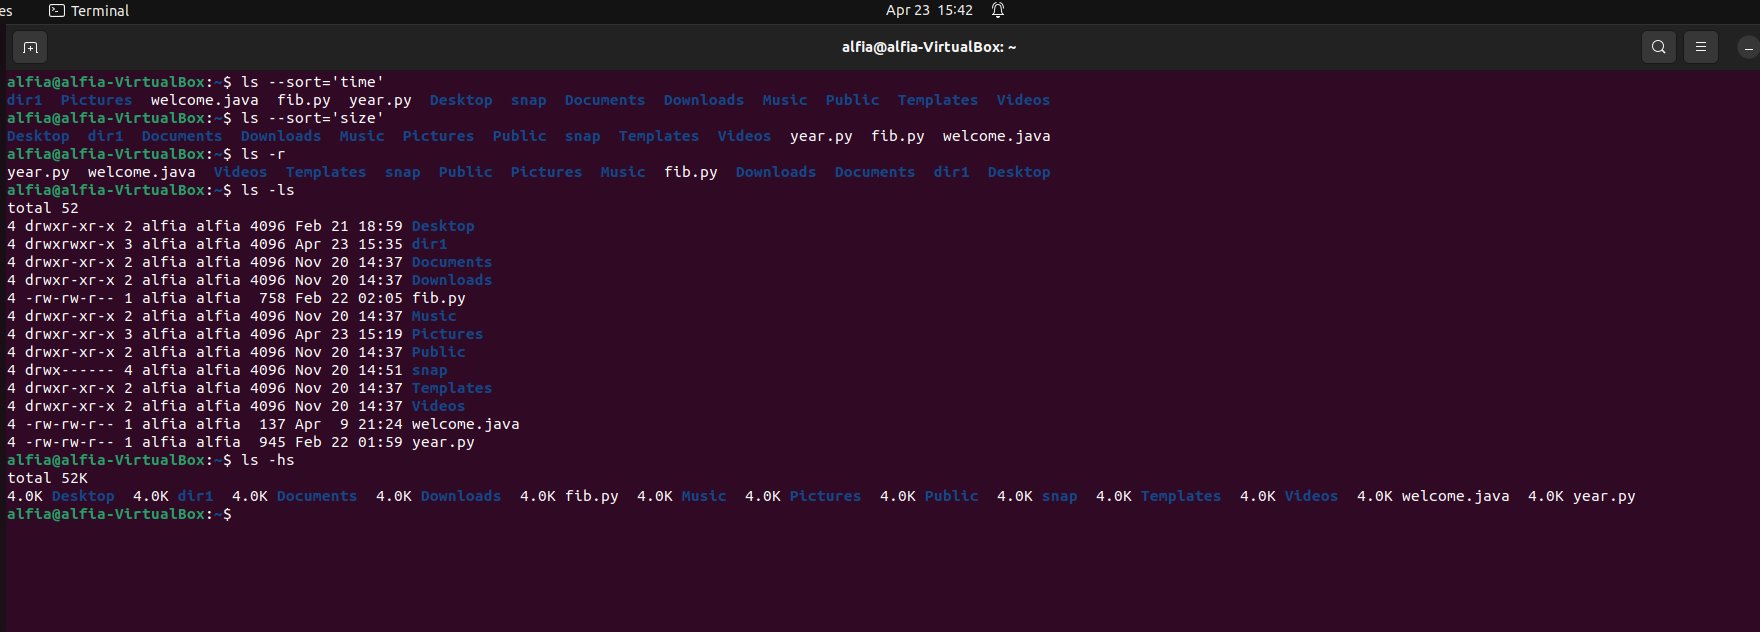 es Terminal Apr 23 15:42
alfia@alfia-VirtualBox: ~
alfia@alfia-VirtualBox:~$ ls --sort='time'
dir1 Pictures welcome.java fib.py year.py Desktop snap Documents Downloads Music Public Templates Videos
alfia@alfia-VirtualBox:~$ ls --sort='size'
Desktop dir1 Documents Downloads Music Pictures Public snap Templates Videos year.py fib.py welcome.java
alfia@alfia-VirtualBox:~$ ls -r
year.py welcome.java Videos Templates snap Public Pictures Music fib.py Downloads Documents dir1 Desktop
alfia@alfia-VirtualBox:~$ ls -ls
total 52
4 drwxr-xr-x 2 alfia alfia 4096 Feb 21 18:59 Desktop
4 drwxrwxr-x 3 alfia alfia 4096 Apr 23 15:35 dir1
4 drwxr-xr-x 2 alfia alfia 4096 Nov 20 14:37 Documents
4 drwxr-xr-x 2 alfia alfia 4096 Nov 20 14:37 Downloads
4 -rw-rw-r-- 1 alfia alfia  758 Feb 22 02:05 fib.py
4 drwxr-xr-x 2 alfia alfia 4096 Nov 20 14:37 Music
4 drwxr-xr-x 3 alfia alfia 4096 Apr 23 15:19 Pictures
4 drwxr-xr-x 2 alfia alfia 4096 Nov 20 14:37 Public
4 drwx------ 4 alfia alfia 4096 Nov 20 14:51 snap
4 drwxr-xr-x 2 alfia alfia 4096 Nov 20 14:37 Templates
4 drwxr-xr-x 2 alfia alfia 4096 Nov 20 14:37 Videos
4 -rw-rw-r-- 1 alfia alfia  137 Apr  9 21:24 welcome.java
4 -rw-rw-r-- 1 alfia alfia  945 Feb 22 01:59 year.py
alfia@alfia-VirtualBox:~$ ls -hs
total 52K
4.0K Desktop 4.0K dir1 4.0K Documents 4.0K Downloads 4.0K fib.py 4.0K Music 4.0K Pictures 4.0K Public 4.0K snap 4.0K Templates 4.0K Videos 4.0K welcome.java 4.0K year.py
alfia@alfia-VirtualBox:~$